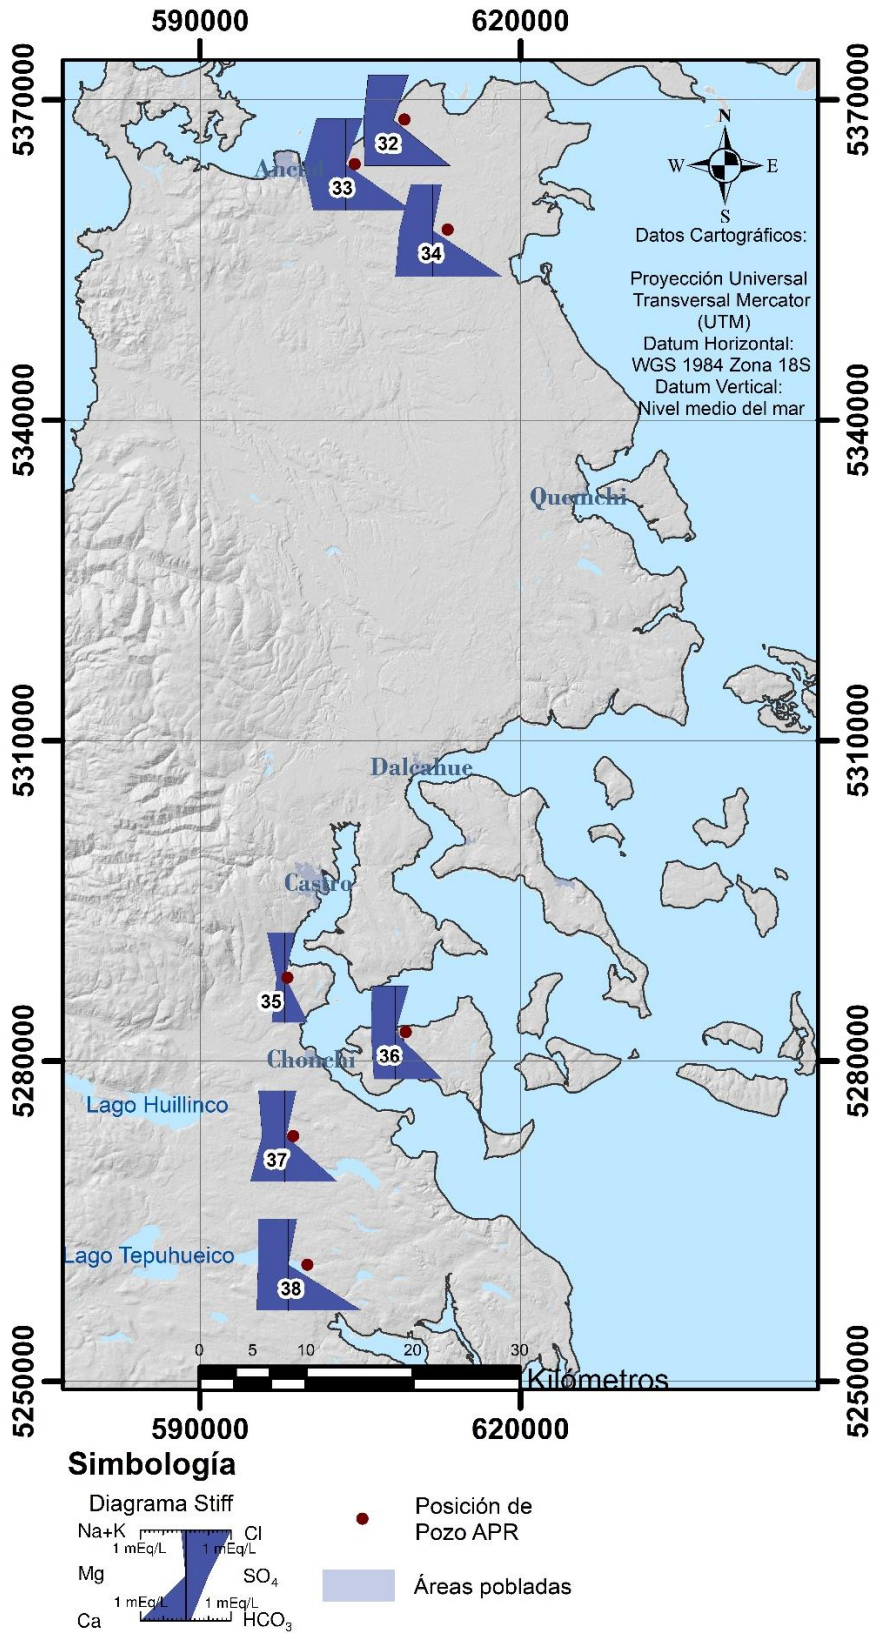 590000
620000
5370000
5370000
32
N
Ancud
33
W
E
S
34
Datos Cartográficos:
Proyección Universal
Transversal Mercator
(UTM)
Datum Horizontal:
WGS 1984 Zona 18S
Datum Vertical:
Nivel medio del mar
5340000
5340000
Quemchi
5310000
5310000
Dalcahue
Castro
35
36
5280000
Chonchi
5280000
Lago Huillinco
37
Lago Tepuhueico
38
0
5
10
20
30
Kilómetros
5250000
5250000
590000
620000
Simbología
Diagrama Stiff
Na+K
Cl
1 mEq/L
1 mEq/L
Mg
SO4
1 mEq/L
1 mEq/L
Ca
HCO3
Posición de
Pozo APR
Áreas pobladas